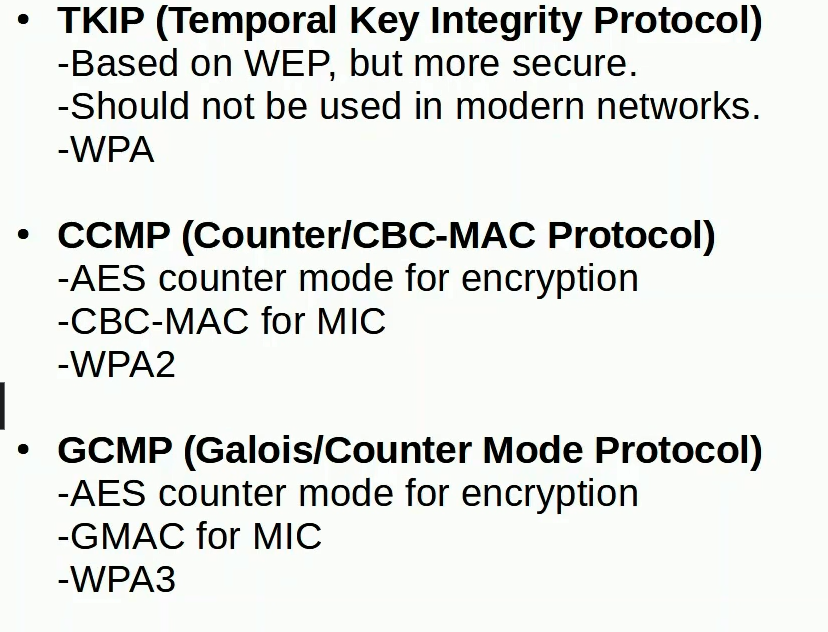 • TKIP (Temporal Key Integrity Protocol)
-Based on WEP, but more secure.
-Should not be used in modern networks.
-WPA
• CCMP (Counter/CBC-MAC Protocol)
-AES counter mode for encryption
-CBC-MAC for MIC
-WPA2
• GCMP (Galois/Counter Mode Protocol)
-AES counter mode for encryption
-GMAC for MIC
-WPA3